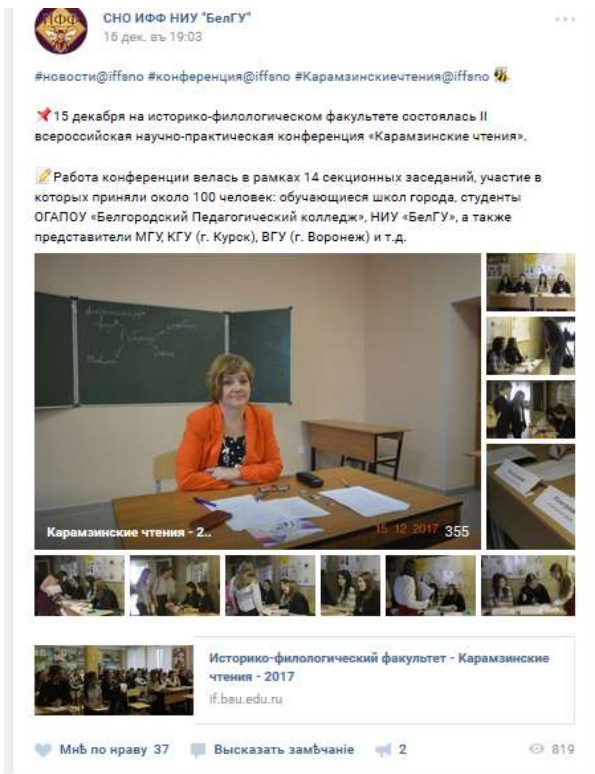 СНО ИФФ НИУ "БелГУ"
16 дек. въ 19:03
#новости@iffsno #конференция@iffsno #Карамзинскиечтения@iffsno
15 декабря на историко-филологическом факультете состоялась II
всероссийская научно-практическая конференция «Карамзинские чтения».
Работа конференции велась в рамках 14 секционных заседаний, участие в
которых приняли около 100 человек: обучающиеся школ города, студенты
ОГАПОУ «Белгородский Педагогический колледж», НИУ «БелГУ», а также
представители МГУ, КГУ (г. Курск), ВГУ (г. Воронеж) и т.д.
15 12 2017
Карамзинские чтения - 2.. 355
Историко-филологический факультет - Карамзинские
чтения - 2017
if.bsu.edu.ru
Мнѣ по нраву 37 Высказать замѣчаніе 2 819